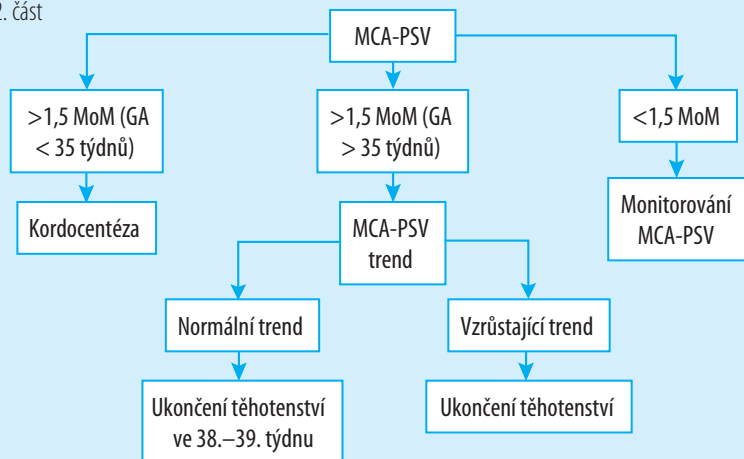 2. část
MCA-PSV
>1,5 MoM (GA
< 35 týdnů)
>1,5 MoM (GA
> 35 týdnů)
<1,5 MoM
Kordocentéza
MCA-PSV
trend
Monitorování
MCA-PSV
Normální trend
Vzrůstající trend
Ukončení těhotenství
ve 38.–39. týdnu
Ukončení těhotenství